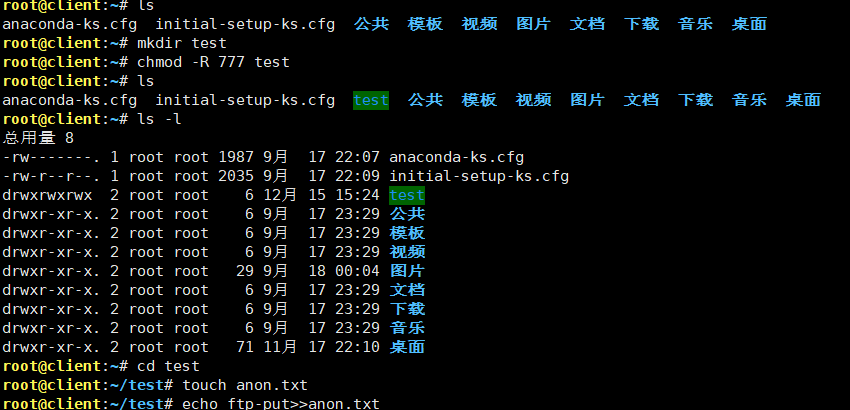 root@client:~# ls
anaconda-ks.cfg  initial-setup-ks.cfg  公共  模板  视频  图片  文档  下载  音乐  桌面
root@client:~# mkdir test
root@client:~# chmod -R 777 test
root@client:~# ls
anaconda-ks.cfg  initial-setup-ks.cfg  test  公共  模板  视频  图片  文档  下载  音乐  桌面
root@client:~# ls -l
总用量 8
-rw-------. 1 root root 1987 9月  17 22:07 anaconda-ks.cfg
-rw-r--r--. 1 root root 2035 9月  17 22:09 initial-setup-ks.cfg
drwxrwxrwx  2 root root    6 12月 15 15:24 test
drwxr-xr-x. 2 root root    6 9月  17 23:29 公共
drwxr-xr-x. 2 root root    6 9月  17 23:29 模板
drwxr-xr-x. 2 root root    6 9月  17 23:29 视频
drwxr-xr-x. 2 root root   29 9月  18 00:04 图片
drwxr-xr-x. 2 root root    6 9月  17 23:29 文档
drwxr-xr-x. 2 root root    6 9月  17 23:29 下载
drwxr-xr-x. 2 root root    6 9月  17 23:29 音乐
drwxr-xr-x. 2 root root   71 11月 17 22:10 桌面
root@client:~# cd test
root@client:~/test# touch anon.txt
root@client:~/test# echo ftp-put>>anon.txt